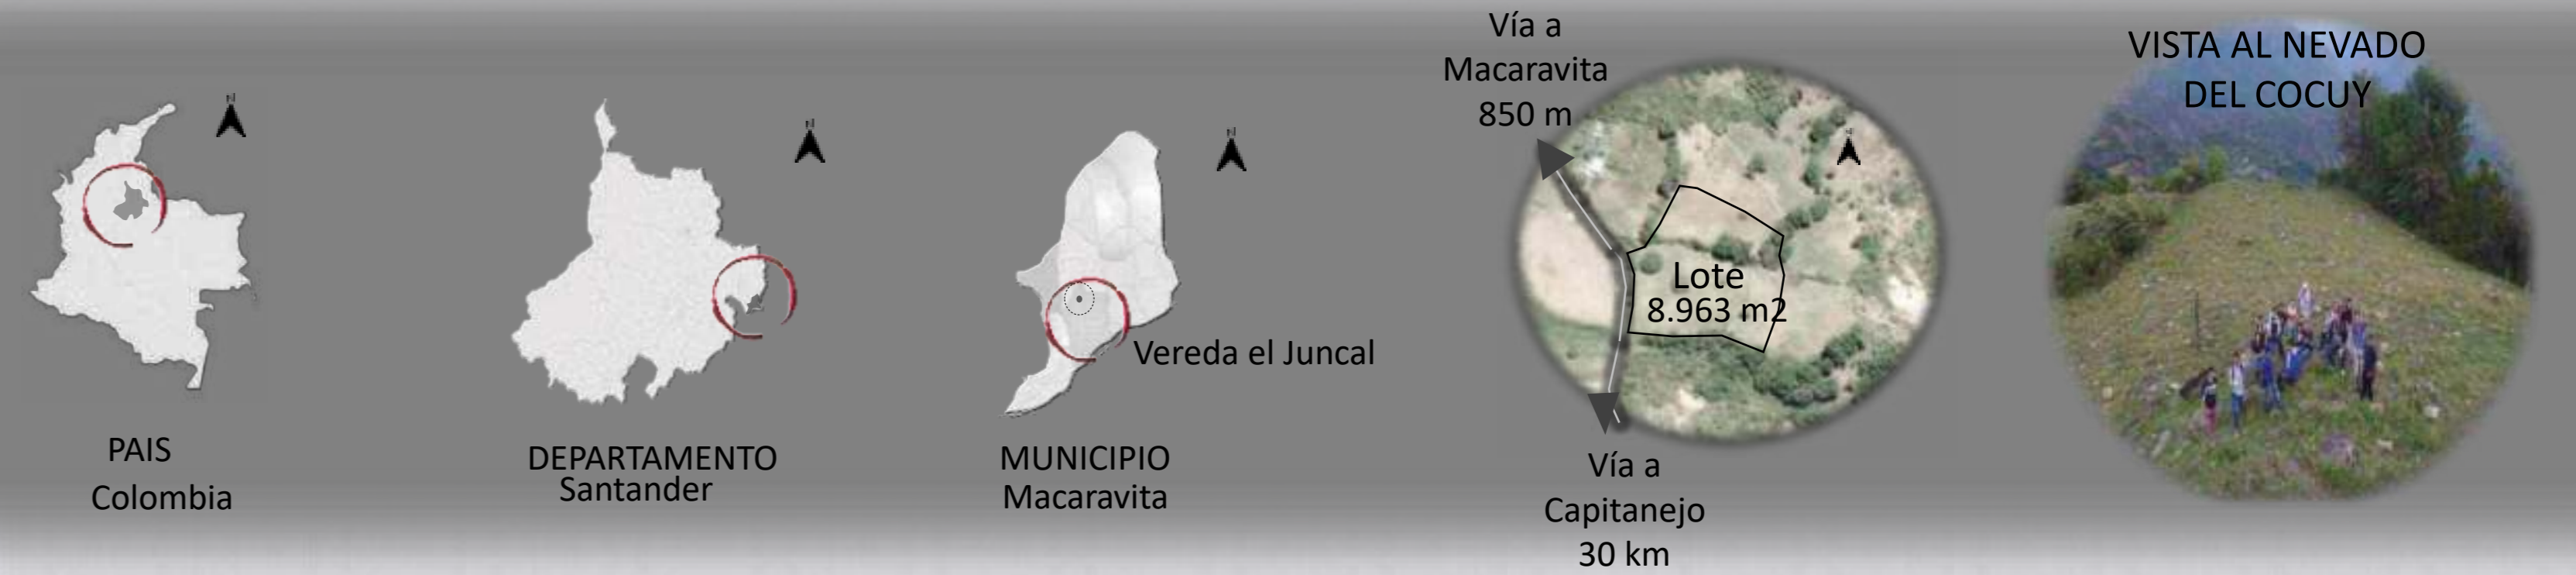 N
PAIS
Colombia
N
DEPARTAMENTO
Santander
N
Vereda el Juncal
MUNICIPIO
Macaravita
Vía a
Macaravita
850 m
N
Lote
8.963 m2
Vía a
Capitanejo
30 km
VISTA AL NEVADO
DEL COCUY